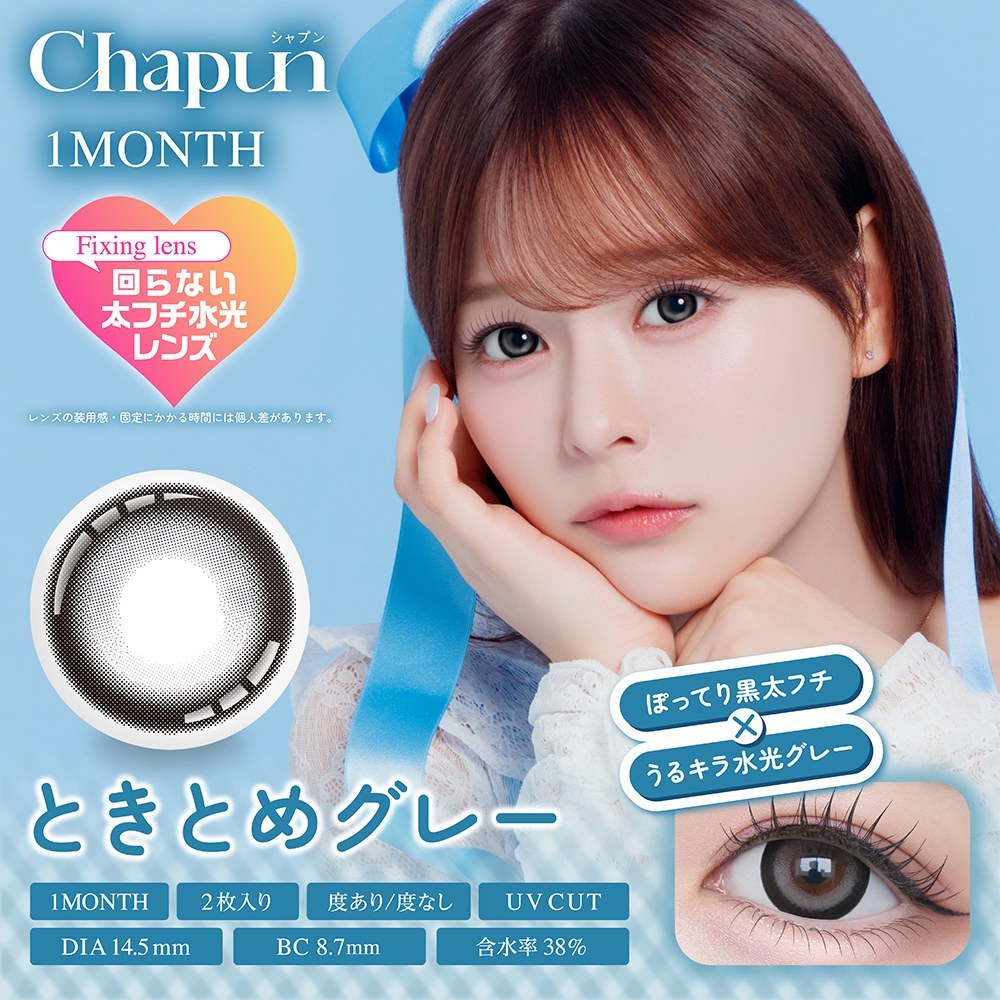 シャプン
Chapun
1MONTH
Fixing lens
回らない
太フチ水光
レンズ
レンズの装用感・固定にかかる時間には個人差があります。
ぽってり黒太フチ
×
うるキラ水光グレー
ときとめグレー
1MONTH
2枚入り
度あり/度なし
UV CUT
DIA 14.5mm
BC 8.7mm
含水率 38%